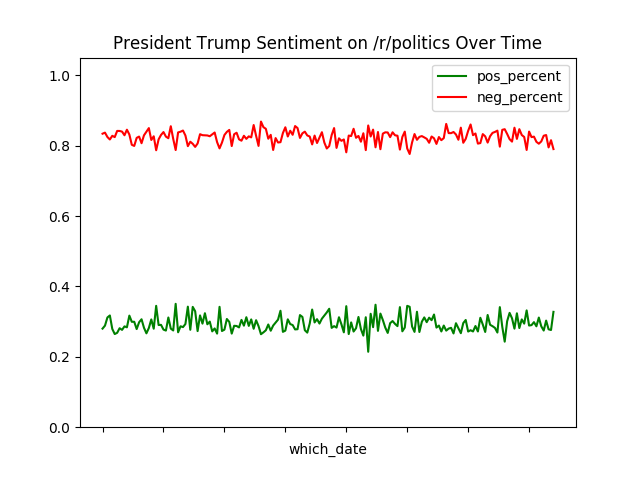 President Trump Sentiment on /r/politics Over Time
1.0
0.8
0.6
0.4
0.2
0.0
pos_percent
neg_percent
which_date